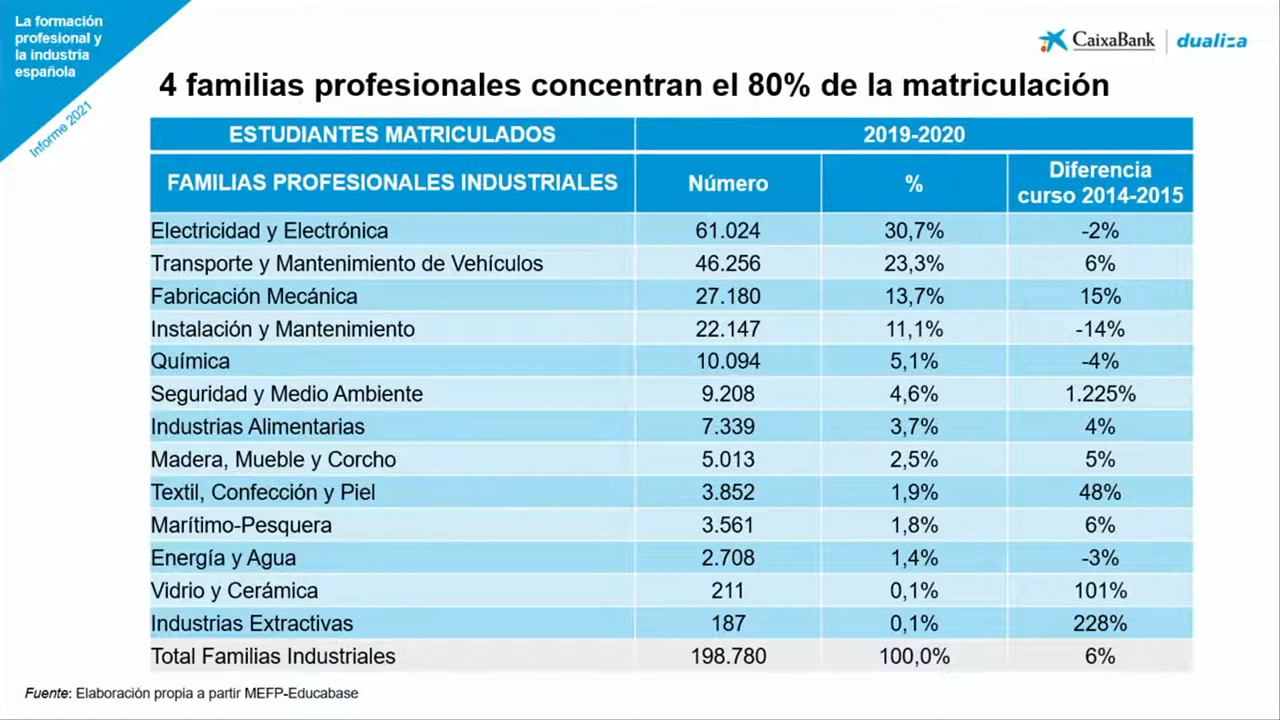 La formación
profesional y
la industria
española
Informe 2021
CaixaBank dualiza
4 familias profesionales concentran el 80% de la matriculación
ESTUDIANTES MATRICULADOS 2019-2020
FAMILIAS PROFESIONALES INDUSTRIALES Número % Diferencia curso 2014-2015
Electricidad y Electrónica 61.024 30,7% -2%
Transporte y Mantenimiento de Vehículos 46.256 23,3% 6%
Fabricación Mecánica 27.180 13,7% 15%
Instalación y Mantenimiento 22.147 11,1% -14%
Química 10.094 5,1% -4%
Seguridad y Medio Ambiente 9.208 4,6% 1.225%
Industrias Alimentarias 7.339 3,7% 4%
Madera, Mueble y Corcho 5.013 2,5% 5%
Textil, Confección y Piel 3.852 1,9% 48%
Marítimo-Pesquera 3.561 1,8% 6%
Energía y Agua 2.708 1,4% -3%
Vidrio y Cerámica 211 0,1% 101%
Industrias Extractivas 187 0,1% 228%
Total Familias Industriales 198.780 100,0% 6%
Fuente: Elaboración propia a partir MEFP-Educabase